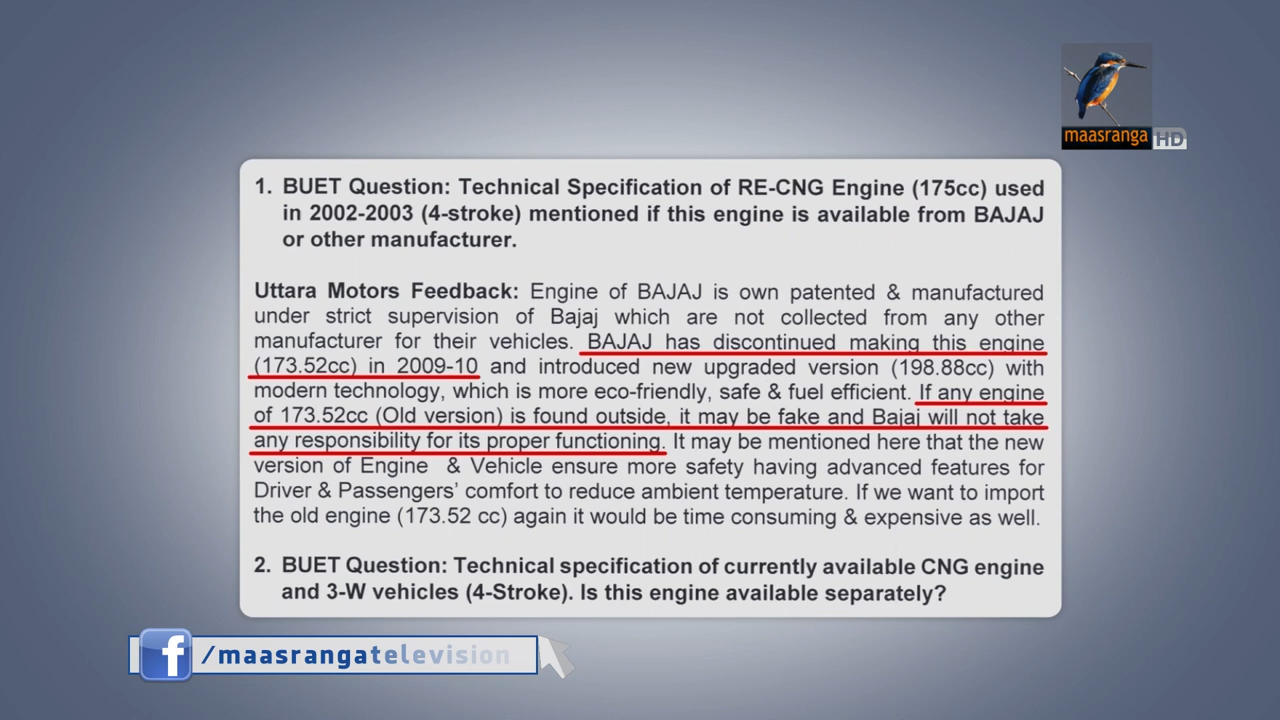 maasranga HD
1. BUET Question: Technical Specification of RE-CNG Engine (175cc) used
in 2002-2003 (4-stroke) mentioned if this engine is available from BAJAJ
or other manufacturer.
Uttara Motors Feedback: Engine of BAJAJ is own patented & manufactured
under strict supervision of Bajaj which are not collected from any other
manufacturer for their vehicles. BAJAJ has discontinued making this engine
(173.52cc) in 2009-10 and introduced new upgraded version (198.88cc) with
modern technology, which is more eco-friendly, safe & fuel efficient. If any engine
of 173.52cc (Old version) is found outside, it may be fake and Bajaj will not take
any responsibility for its proper functioning. It may be mentioned here that the new
version of Engine & Vehicle ensure more safety having advanced features for
Driver & Passengers' comfort to reduce ambient temperature. If we want to import
the old engine (173.52 cc) again it would be time consuming & expensive as well.
2. BUET Question: Technical specification of currently available CNG engine
and 3-W vehicles (4-Stroke). Is this engine available separately?
f /maasrangatelevision